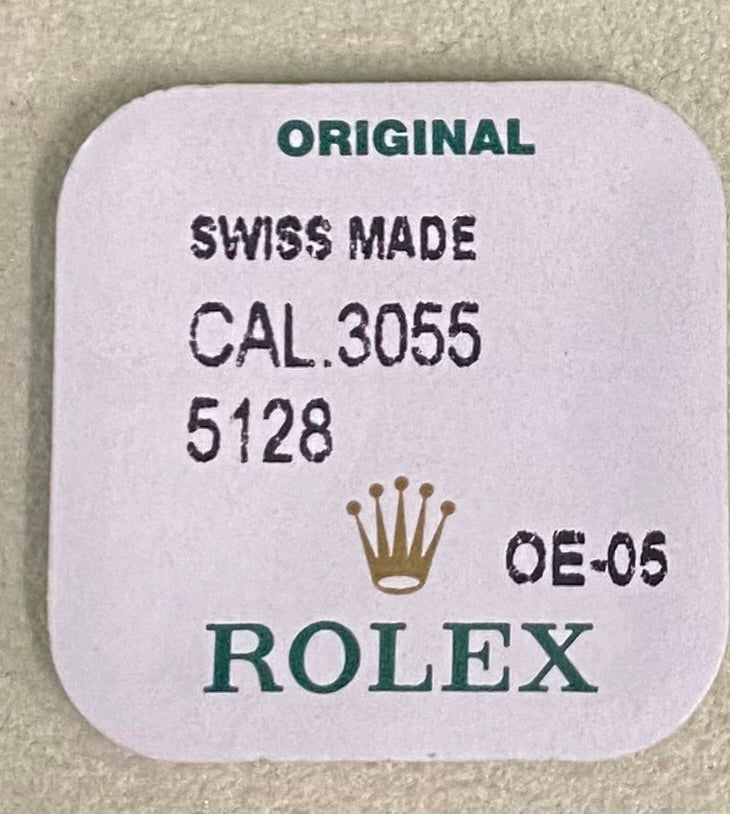 ORIGINAL
SWISS MADE
CAL.3055
5128
OE-05
ROLEX